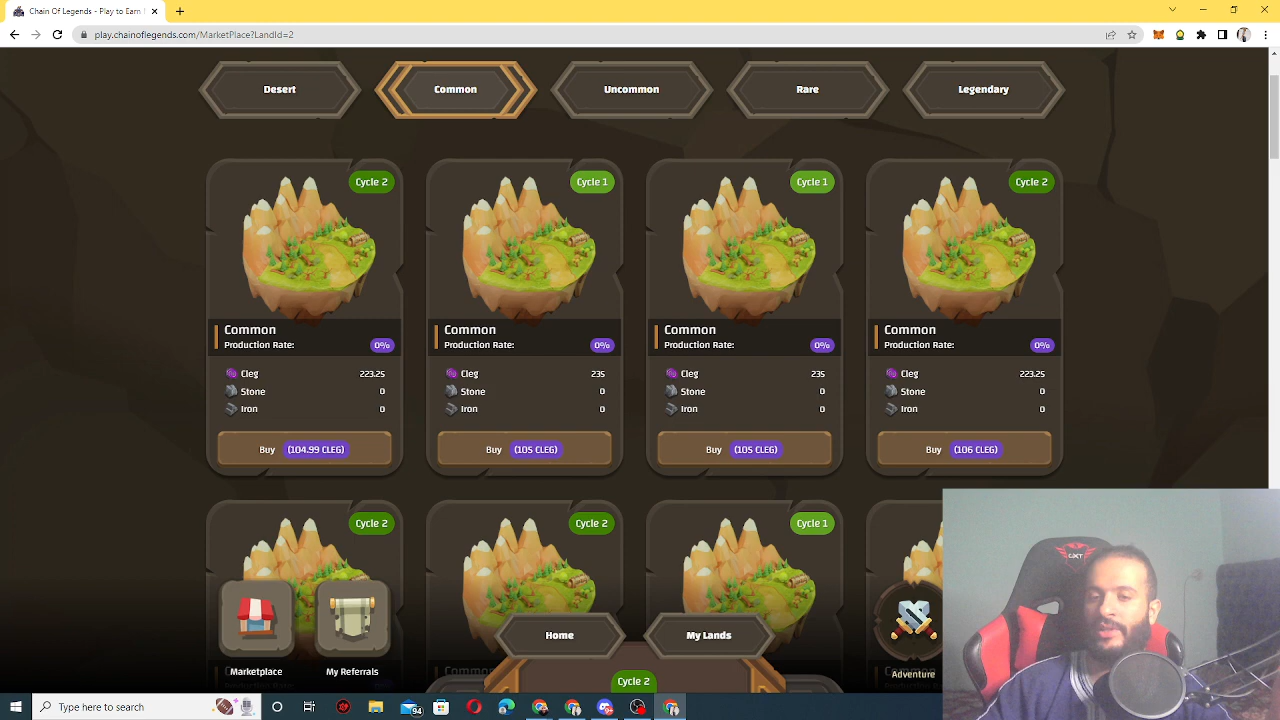 Chain Of Legends - Play to Earn
play.chainoflegends.com/MarketPlace?LandId=2
Desert
Common
Uncommon
Rare
Legendary
Cycle 2
Common
Production Rate:
0%
Cleg
223.25
Stone
0
Iron
0
Buy (104.99 CLEG)
Cycle 1
Common
Production Rate:
0%
Cleg
235
Stone
0
Iron
0
Buy (105 CLEG)
Cycle 1
Common
Production Rate:
0%
Cleg
235
Stone
0
Iron
0
Buy (105 CLEG)
Cycle 2
Common
Production Rate:
0%
Cleg
223.25
Stone
0
Iron
0
Buy (106 CLEG)
Cycle 2
Cycle 2
Cycle 1
Marketplace
My Referrals
Home
My Lands
Adventure
Common
Cycle 2
GXT
Type here to search
94